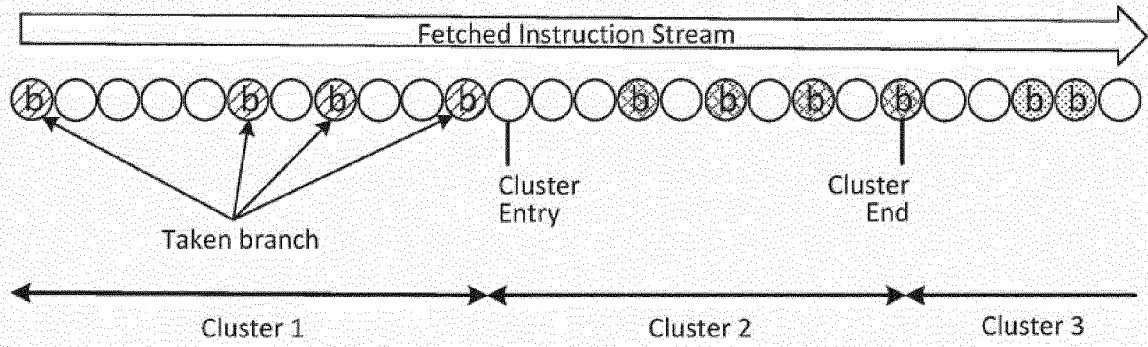 Fetched Instruction Stream
b b b b b b b b b b
Cluster
Entry
Cluster
End
Taken branch
Cluster 1
Cluster 2
Cluster 3